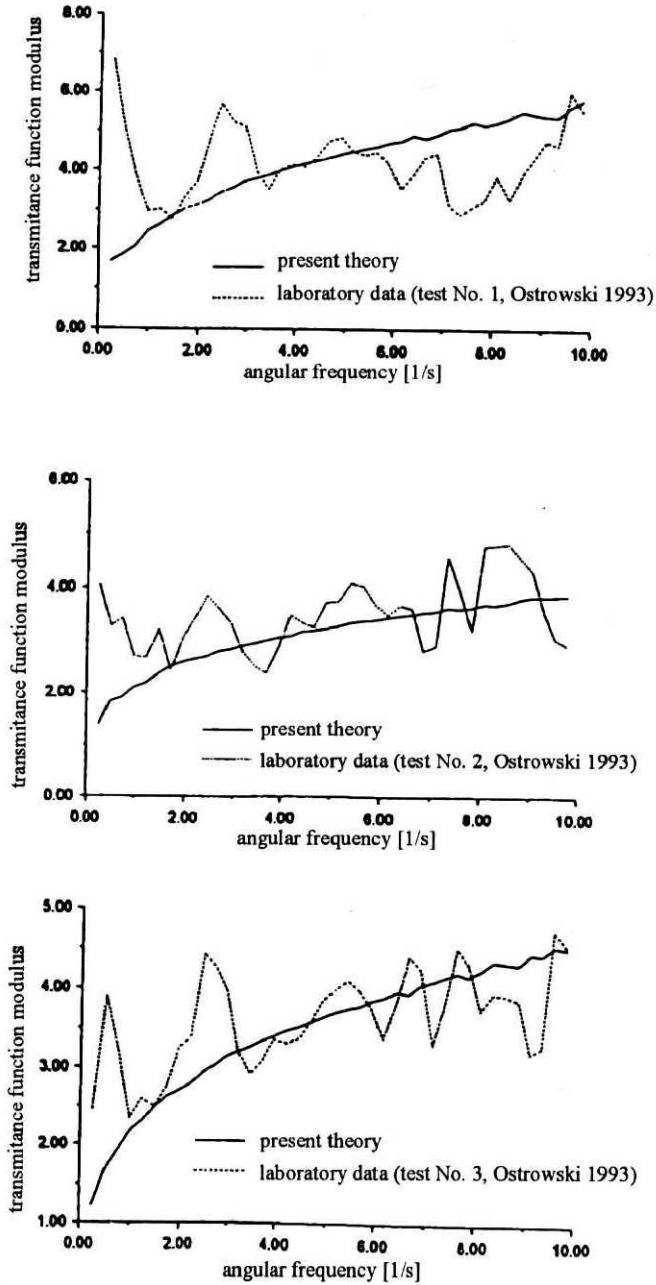 8.00
6.00
4.00
2.00
0.00
transmitance function modulus
present theory
laboratory data (test No. 1, Ostrowski 1993)
0.00 2.00 4.00 6.00 8.00 10.00
angular frequency [1/s]
6.00
4.00
2.00
0.00
transmitance function modulus
present theory
laboratory data (test No. 2, Ostrowski 1993)
0.00 2.00 4.00 6.00 8.00 10.00
angular frequency [1/s]
5.00
4.00
3.00
2.00
1.00
transmitance function modulus
present theory
laboratory data (test No. 3, Ostrowski 1993)
0.00 2.00 4.00 6.00 8.00 10.00
angular frequency [1/s]